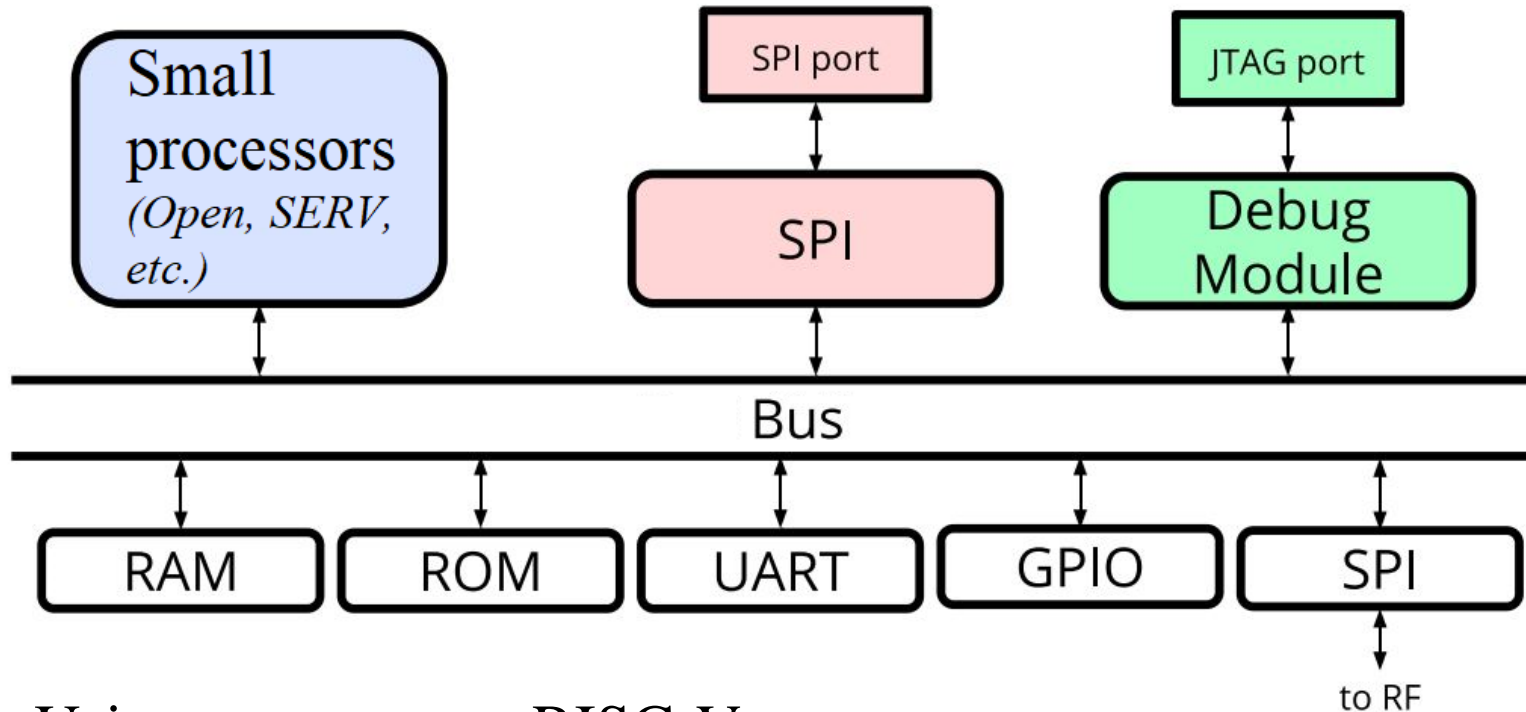 Small
processors
(Open, SERV,
etc.)
SPI port
SPI
JTAG port
Debug
Module
Bus
RAM
ROM
UART
GPIO
SPI
to RF